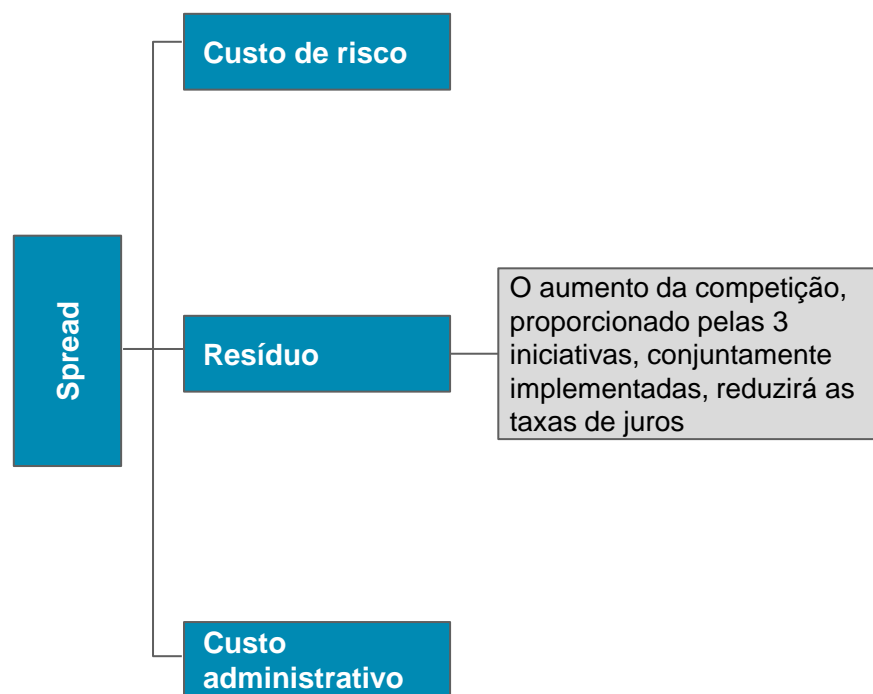 Custo de risco
Spread
Resíduo
O aumento da competição,
proporcionado pelas 3
iniciativas, conjuntamente
implementadas, reduzirá as
taxas de juros
Custo
administrativo